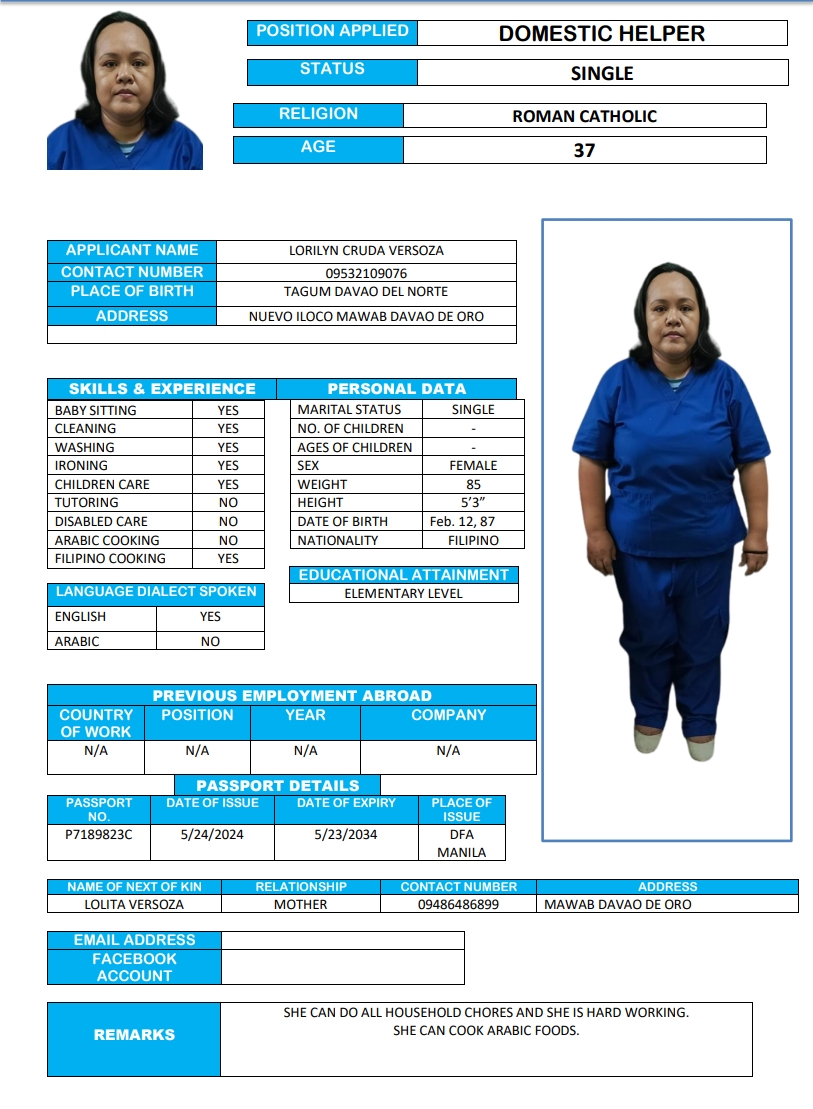 POSITION APPLIED DOMESTIC HELPER
STATUS SINGLE
RELIGION ROMAN CATHOLIC
AGE 37
APPLICANT NAME LORILYN CRUDA VERSOZA
CONTACT NUMBER 09532109076
PLACE OF BIRTH TAGUM DAVAO DEL NORTE
ADDRESS NUEVO ILOCO MAWAB DAVAO DE ORO
SKILLS & EXPERIENCE
BABY SITTING YES
CLEANING YES
WASHING YES
IRONING YES
CHILDREN CARE YES
TUTORING NO
DISABLED CARE NO
ARABIC COOKING NO
FILIPINO COOKING YES
LANGUAGE DIALECT SPOKEN
ENGLISH YES
ARABIC NO
PERSONAL DATA
MARITAL STATUS SINGLE
NO. OF CHILDREN -
AGES OF CHILDREN -
SEX FEMALE
WEIGHT 85
HEIGHT 5’3”
DATE OF BIRTH Feb. 12, 87
NATIONALITY FILIPINO
EDUCATIONAL ATTAINMENT
ELEMENTARY LEVEL
PREVIOUS EMPLOYMENT ABROAD
COUNTRY OF WORK POSITION YEAR COMPANY
N/A N/A N/A N/A
PASSPORT DETAILS
PASSPORT NO. DATE OF ISSUE DATE OF EXPIRY PLACE OF ISSUE
P7189823C 5/24/2024 5/23/2034 DFA MANILA
NAME OF NEXT OF KIN RELATIONSHIP CONTACT NUMBER ADDRESS
LOLITA VERSOZA MOTHER 09486486899 MAWAB DAVAO DE ORO
EMAIL ADDRESS
FACEBOOK
ACCOUNT
REMARKS
SHE CAN DO ALL HOUSEHOLD CHORES AND SHE IS HARD WORKING.
SHE CAN COOK ARABIC FOODS.